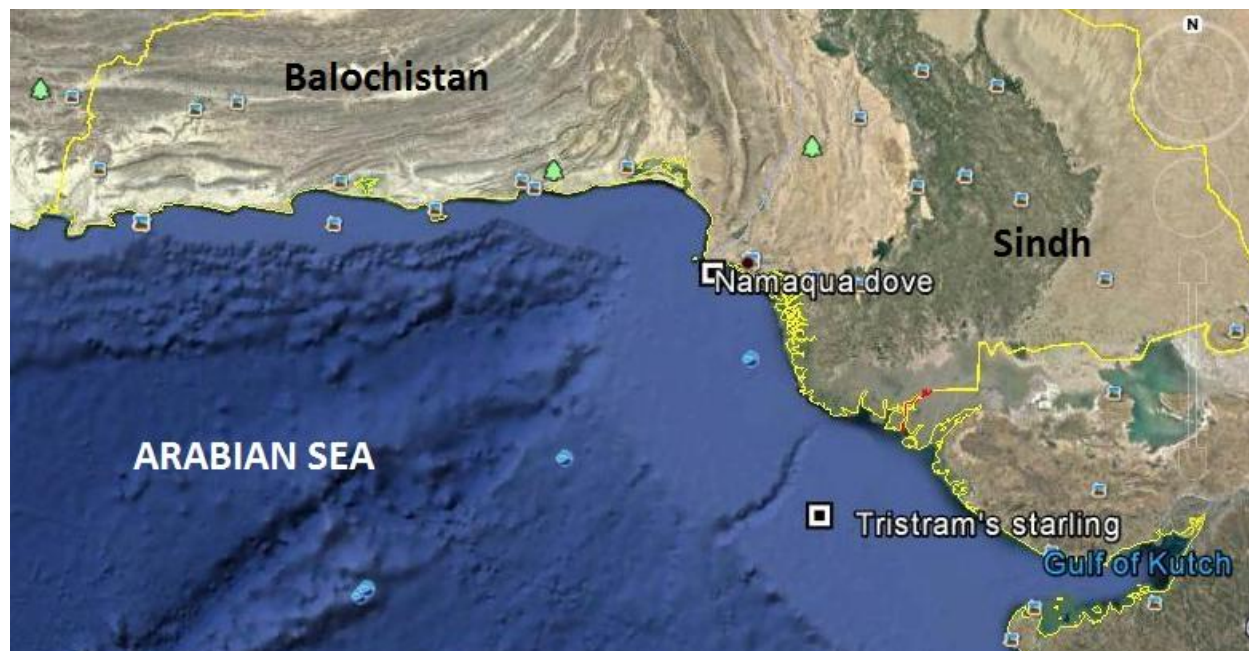 N
Balochistan
Sindh
Namaqua dove
ARABIAN SEA
Tristram's starling
Gulf of Kutch